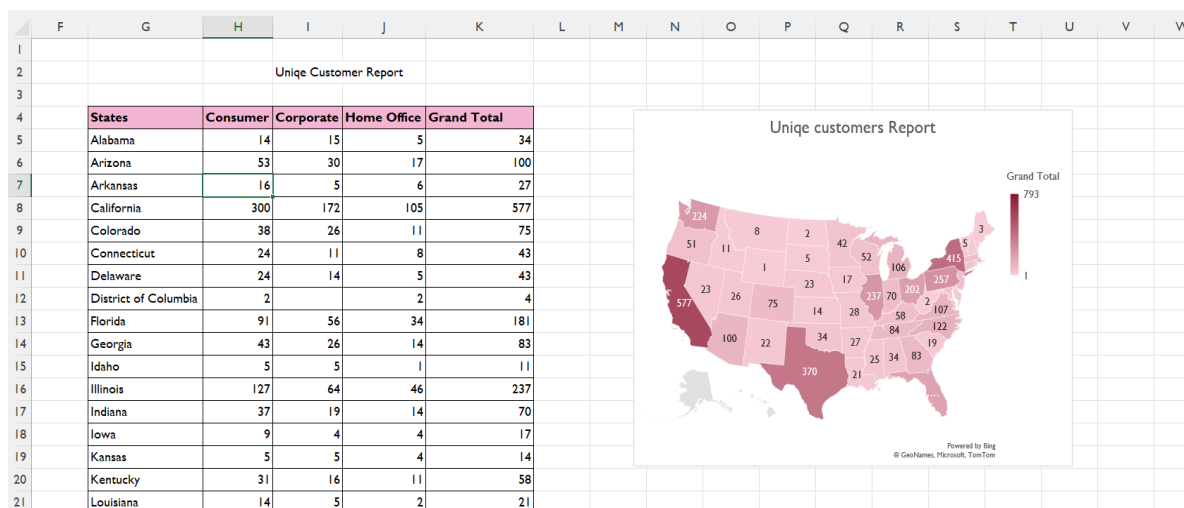 F G H I J K L M N O P Q R S T U V W
1
2 Uniqe Customer Report
3
4 States Consumer Corporate Home Office Grand Total
5 Alabama 14 15 5 34
6 Arizona 53 30 17 100
7 Arkansas 16 5 6 27
8 California 300 172 105 577
9 Colorado 38 26 11 75
10 Connecticut 24 11 8 43
11 Delaware 24 14 5 43
12 District of Columbia 2 2 4
13 Florida 91 56 34 181
14 Georgia 43 26 14 83
15 Idaho 5 5 1 11
16 Illinois 127 64 46 237
17 Indiana 37 19 14 70
18 Iowa 9 4 4 17
19 Kansas 5 5 4 14
20 Kentucky 31 16 11 58
21 Louisiana 14 5 2 21
Uniqe customers Report
Grand Total
793
1
224
8
2
42
3
51
11
5
52
5
415
1
106
257
23
26
23
17
237
70
202
2
107
577
75
14
28
58
122
100
22
34
27
84
19
370
25
34
83
21
Powered by Bing
© GeoNames, Microsoft, TomTom